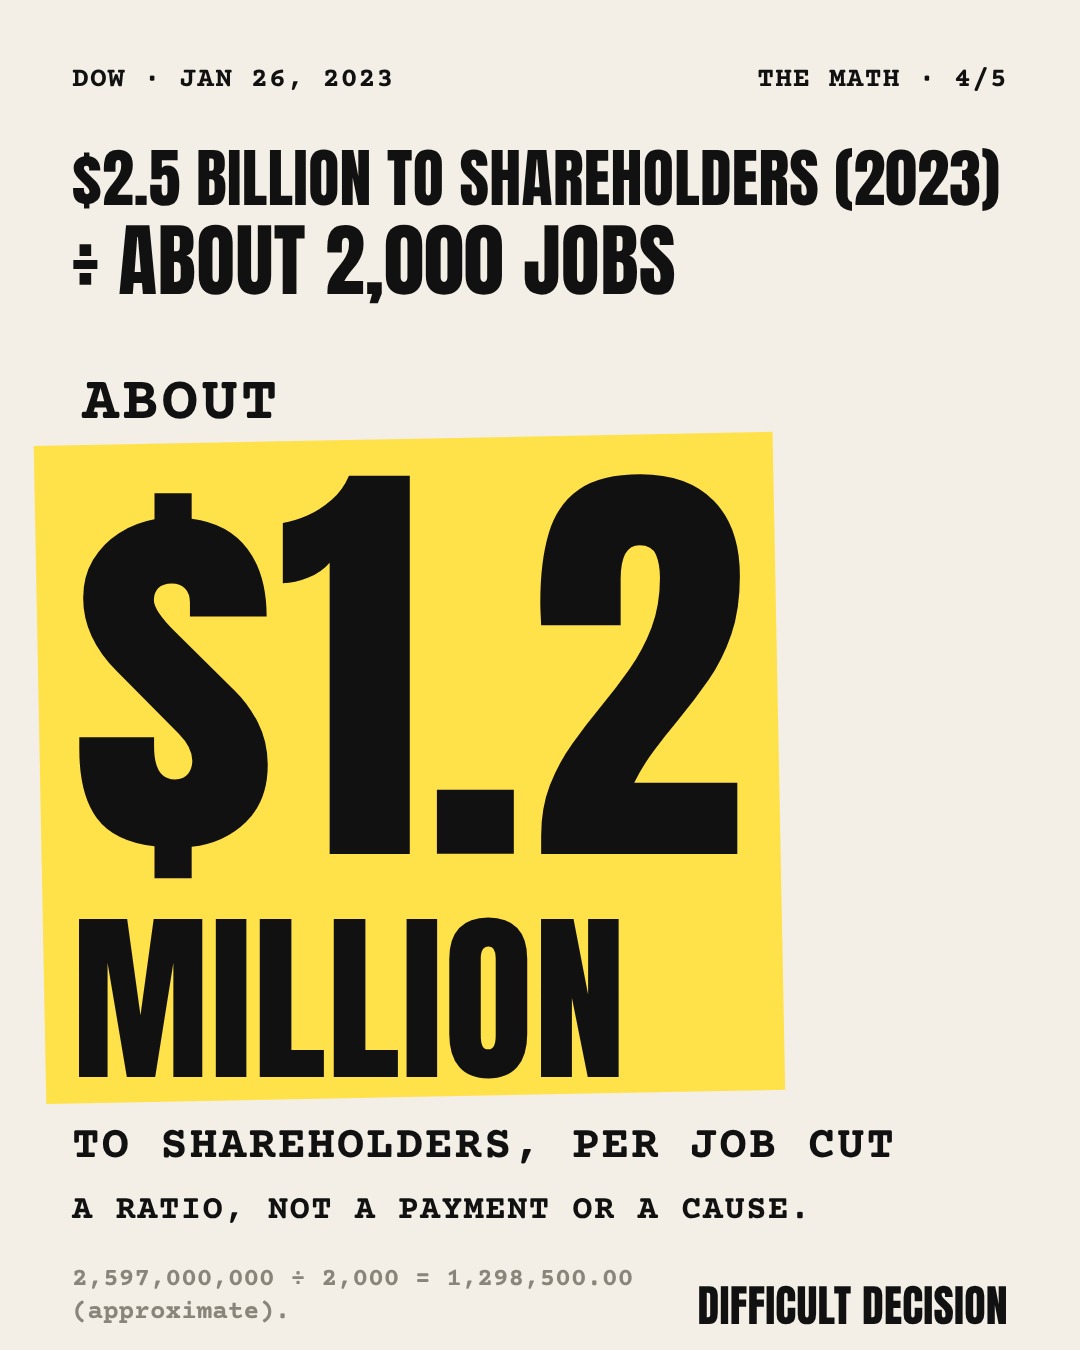 DOW · JAN 26, 2023
THE MATH · 4/5
$2.5 BILLION TO SHAREHOLDERS (2023)
÷ ABOUT 2,000 JOBS
ABOUT
$1.2
MILLION
TO SHAREHOLDERS, PER JOB CUT
A RATIO, NOT A PAYMENT OR A CAUSE.
2,597,000,000 ÷ 2,000 = 1,298,500.00
(approximate).
DIFFICULT DECISION